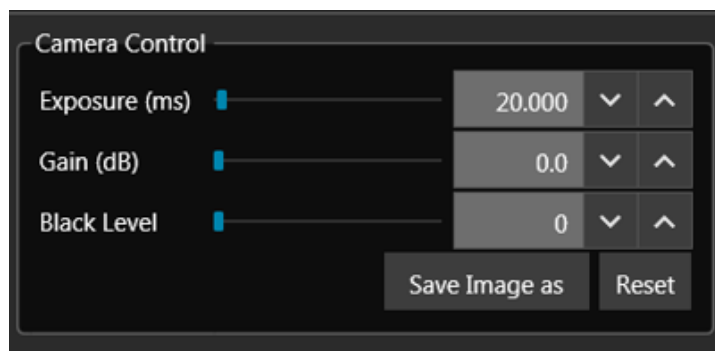 Camera Control
Exposure (ms) 20.000
Gain (dB) 0.0
Black Level 0
Save Image as Reset